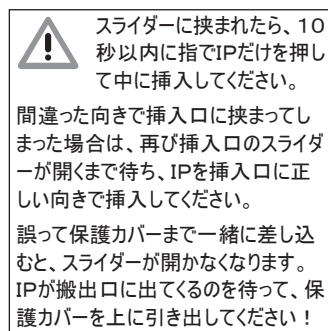 スライダーに挟まれたら、10
秒以内に指でIPだけを押し
て中に挿入してください。
間違った向きで挿入口に挟まってし
まった場合は、再び挿入口のスライダ
ーが開くまで待ち、IPを挿入口に正
しい向きで挿入してください。
誤って保護カバーまで一緒に差し込
むと、スライダーが開かなくなります。
IPが搬出口に出てくるのを待って、保
護カバーを上に引き出してください！